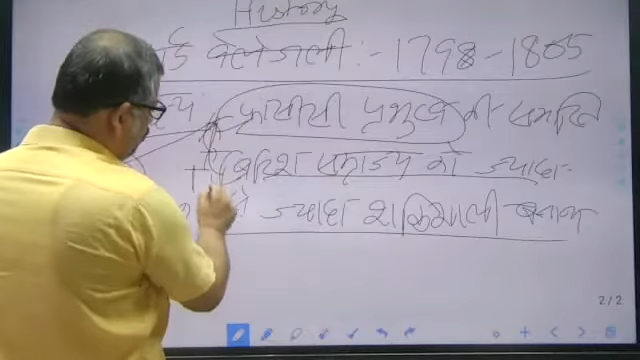 History
र्ड वेलेजली :- 1798 - 1805
फ्रांसीसी प्रभुत्व की समाप्ति
+ ब्रिटिश साम्राज्य को ज्यादा
ज्यादा शक्तिशाली बनाना
2/2